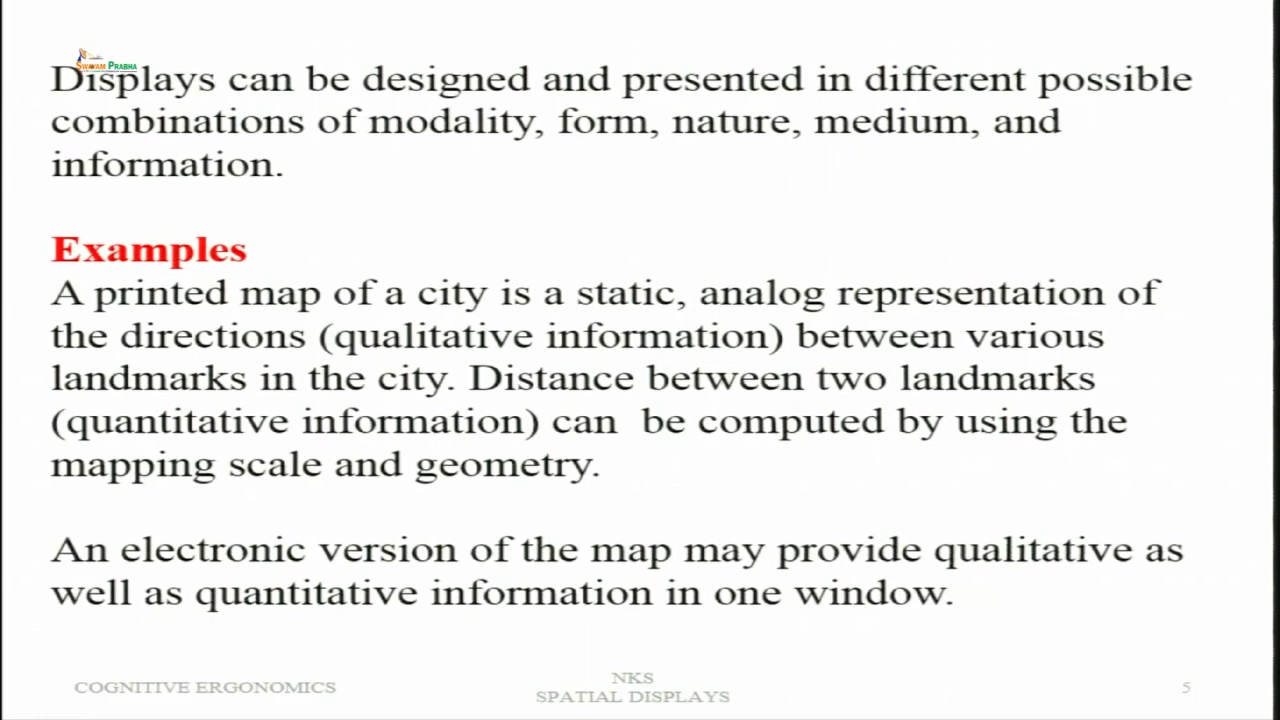 SWAYAM PRABHA
Displays can be designed and presented in different possible
combinations of modality, form, nature, medium, and
information.
Examples
A printed map of a city is a static, analog representation of
the directions (qualitative information) between various
landmarks in the city. Distance between two landmarks
(quantitative information) can be computed by using the
mapping scale and geometry.
An electronic version of the map may provide qualitative as
well as quantitative information in one window.
COGNITIVE ERGONOMICS
NKS
SPATIAL DISPLAYS
5